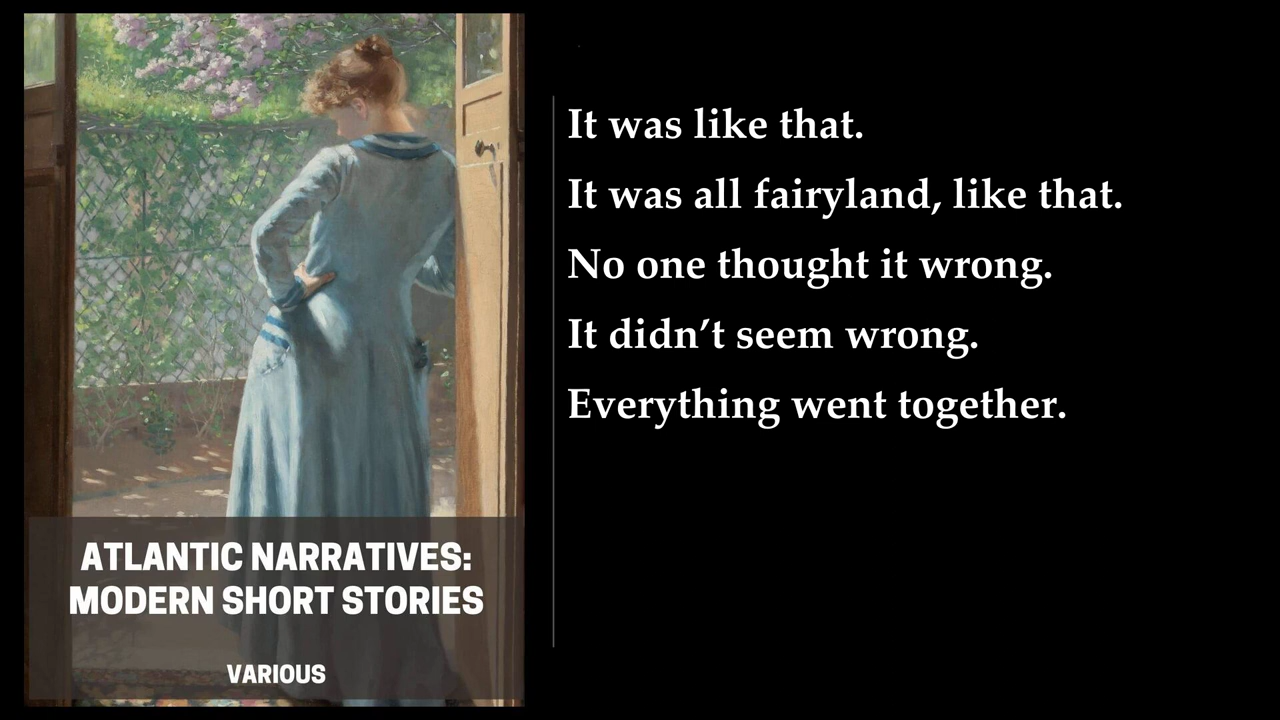 It was like that.
It was all fairyland, like that.
No one thought it wrong.
It didn’t seem wrong.
Everything went together.
ATLANTIC NARRATIVES:
MODERN SHORT STORIES
VARIOUS